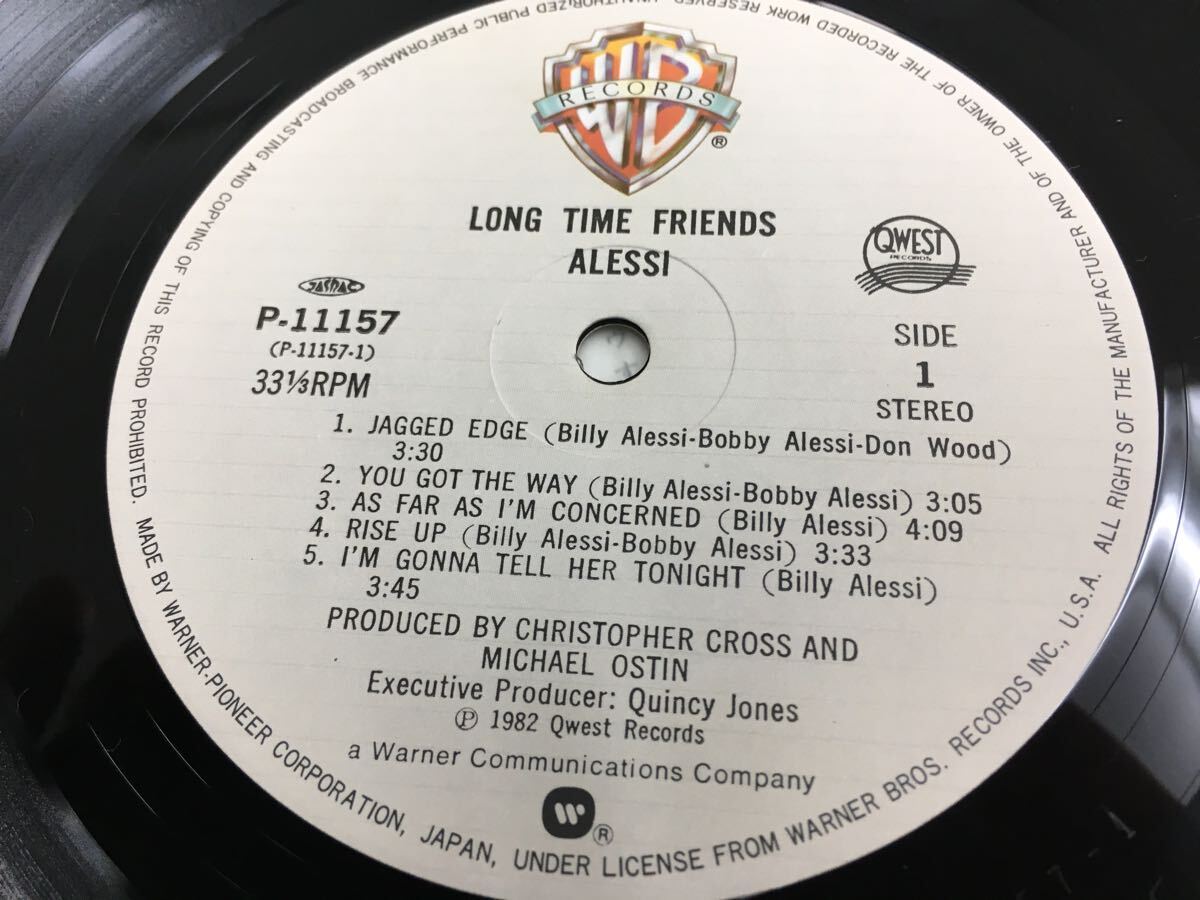 WB
RECORDS
®
LONG TIME FRIENDS
ALESSI
QWEST
RECORDS
JASRAC
P-11157
(P-11157-1)
33⅓RPM
SIDE
1
STEREO
1. JAGGED EDGE (Billy Alessi-Bobby Alessi-Don Wood)
3:30
2. YOU GOT THE WAY (Billy Alessi-Bobby Alessi) 3:05
3. AS FAR AS I'M CONCERNED (Billy Alessi) 4:09
4. RISE UP (Billy Alessi-Bobby Alessi) 3:33
5. I'M GONNA TELL HER TONIGHT (Billy Alessi)
3:45
PRODUCED BY CHRISTOPHER CROSS AND
MICHAEL OSTIN
Executive Producer: Quincy Jones
℗ 1982 Qwest Records
a Warner Communications Company
®
ALL RIGHTS OF THE MANUFACTURER AND OF THE OWNER OF THE RECORDED WORK RESERVED. UNAUTHORIZED PUBLIC PERFORMANCE BROADCASTING AND COPYING OF THIS RECORD PROHIBITED. MADE BY WARNER-PIONEER CORPORATION, JAPAN, UNDER LICENSE FROM WARNER BROS. RECORDS INC., U.S.A.